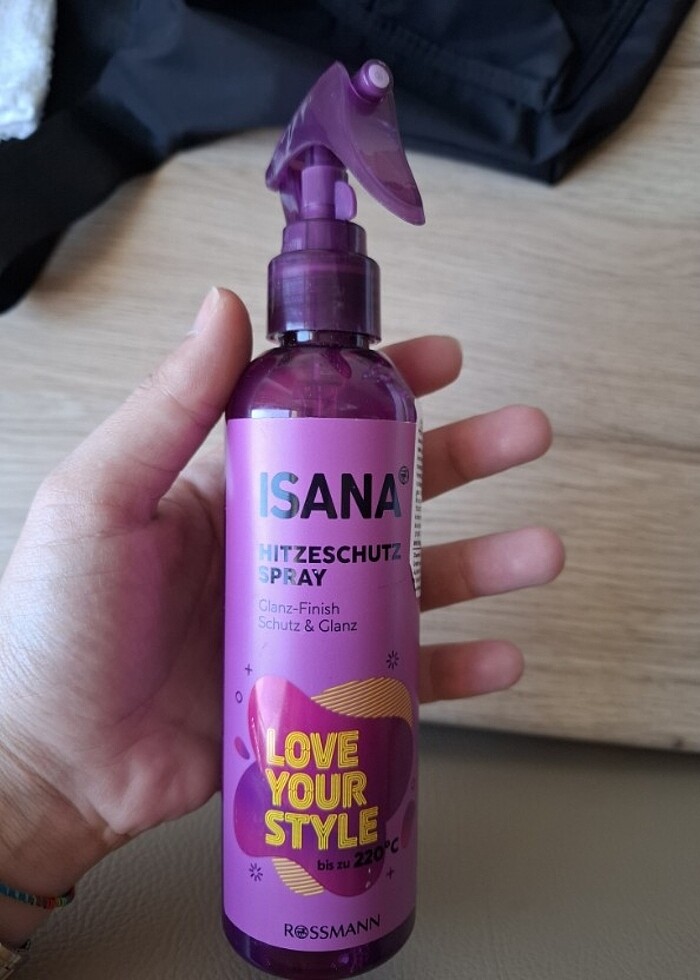 ISANA
HITZESCHUTZ
SPRAY
Glanz-Finish
Schutz & Glanz
LOVE
YOUR
STYLE
bis zu 220°C
ROSSMANN